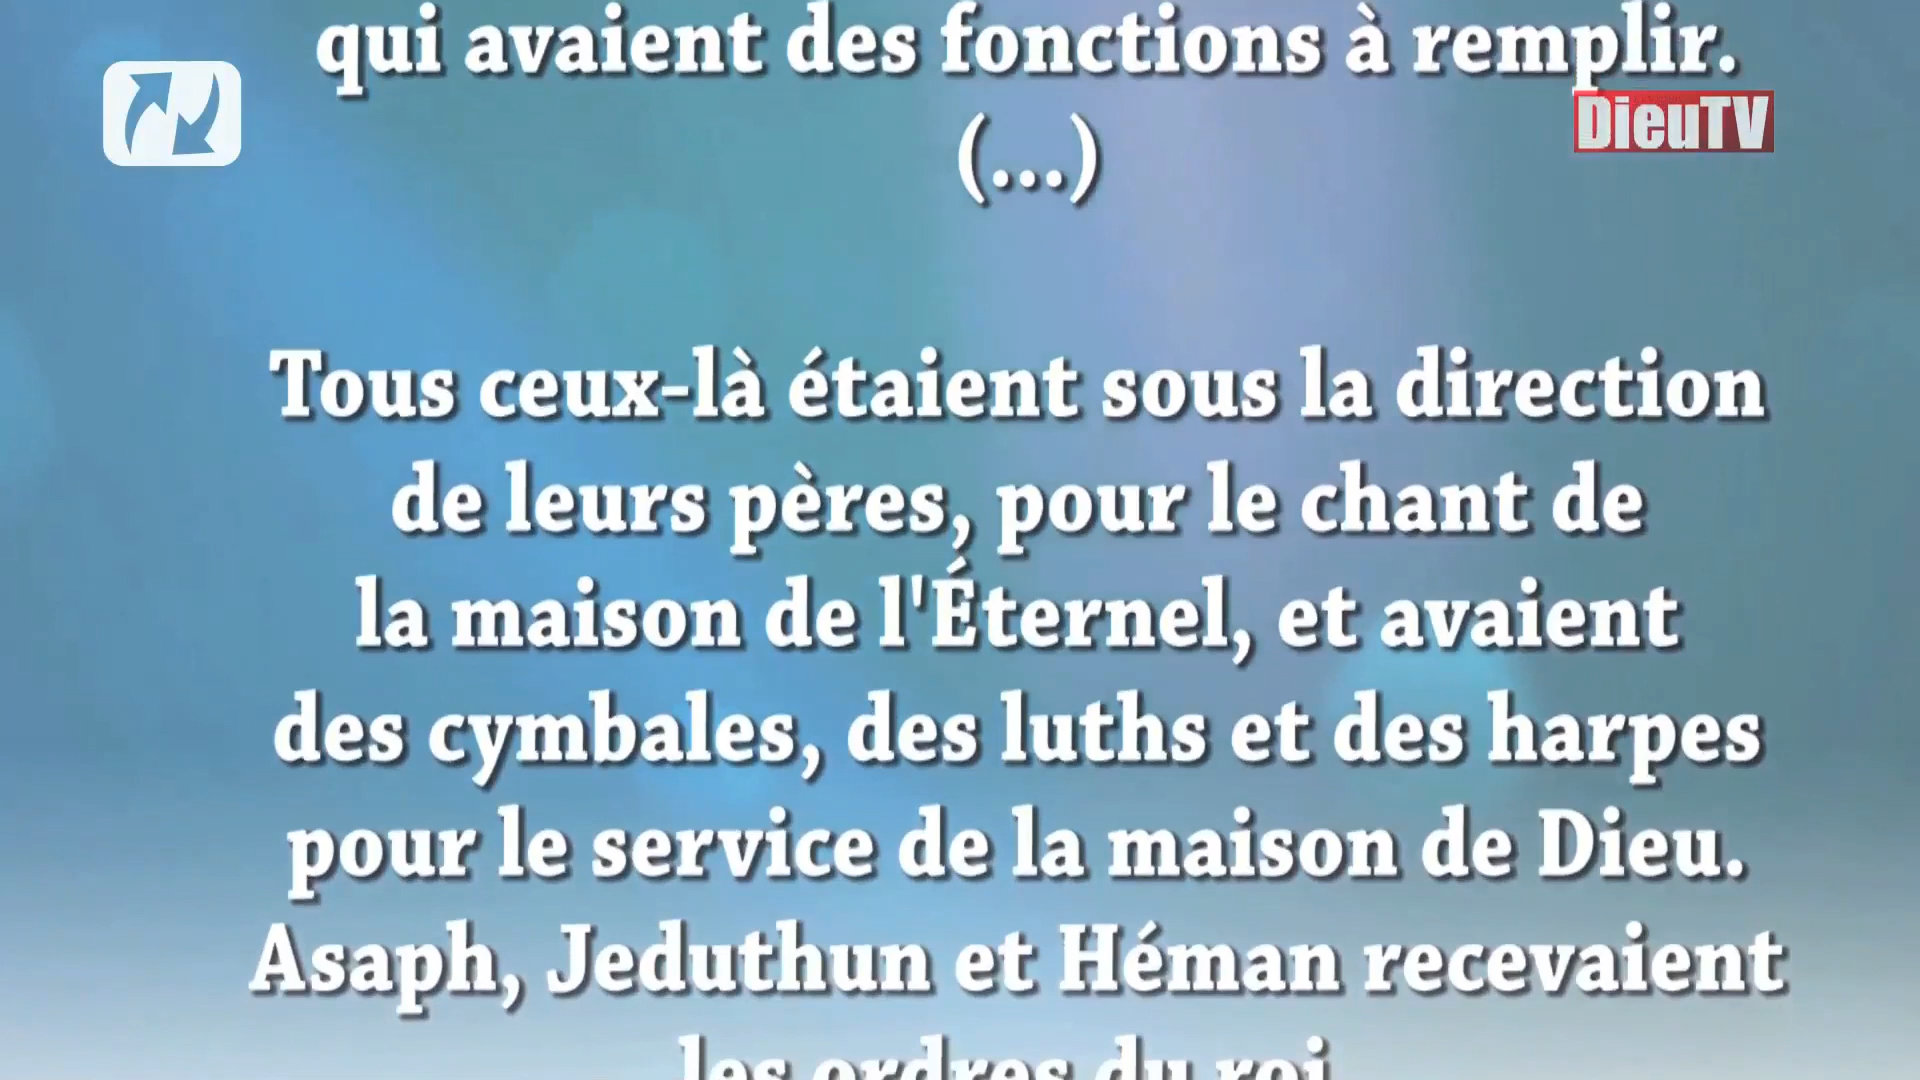 qui avaient des fonctions à remplir.
DieuTV
(...)
Tous ceux-là étaient sous la direction
de leurs pères, pour le chant de
la maison de l'Éternel, et avaient
des cymbales, des luths et des harpes
pour le service de la maison de Dieu.
Asaph, Jeduthun et Héman recevaient
les ordres du roi